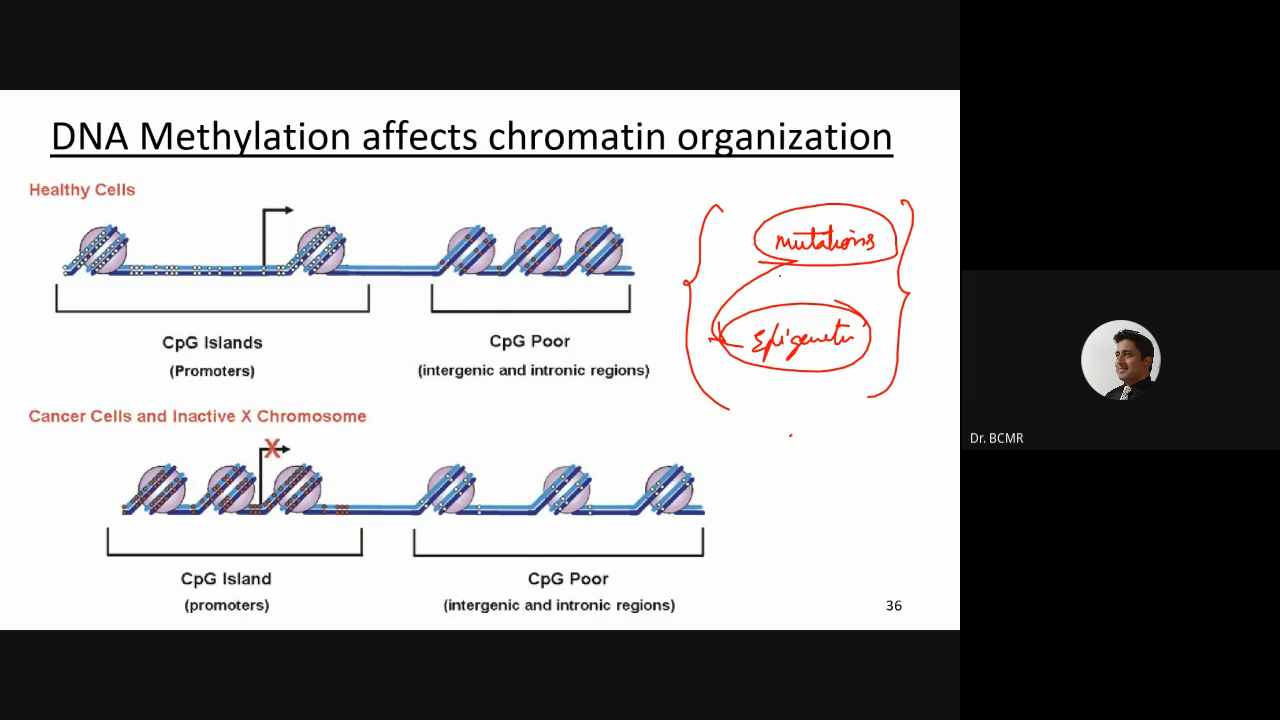 DNA Methylation affects chromatin organization
Healthy Cells
CpG Islands
(Promoters)
CpG Poor
(intergenic and intronic regions)
mutations
Epigenetic
Cancer Cells and Inactive X Chromosome
X
CpG Island
(promoters)
CpG Poor
(intergenic and intronic regions)
36
Dr. BCMR